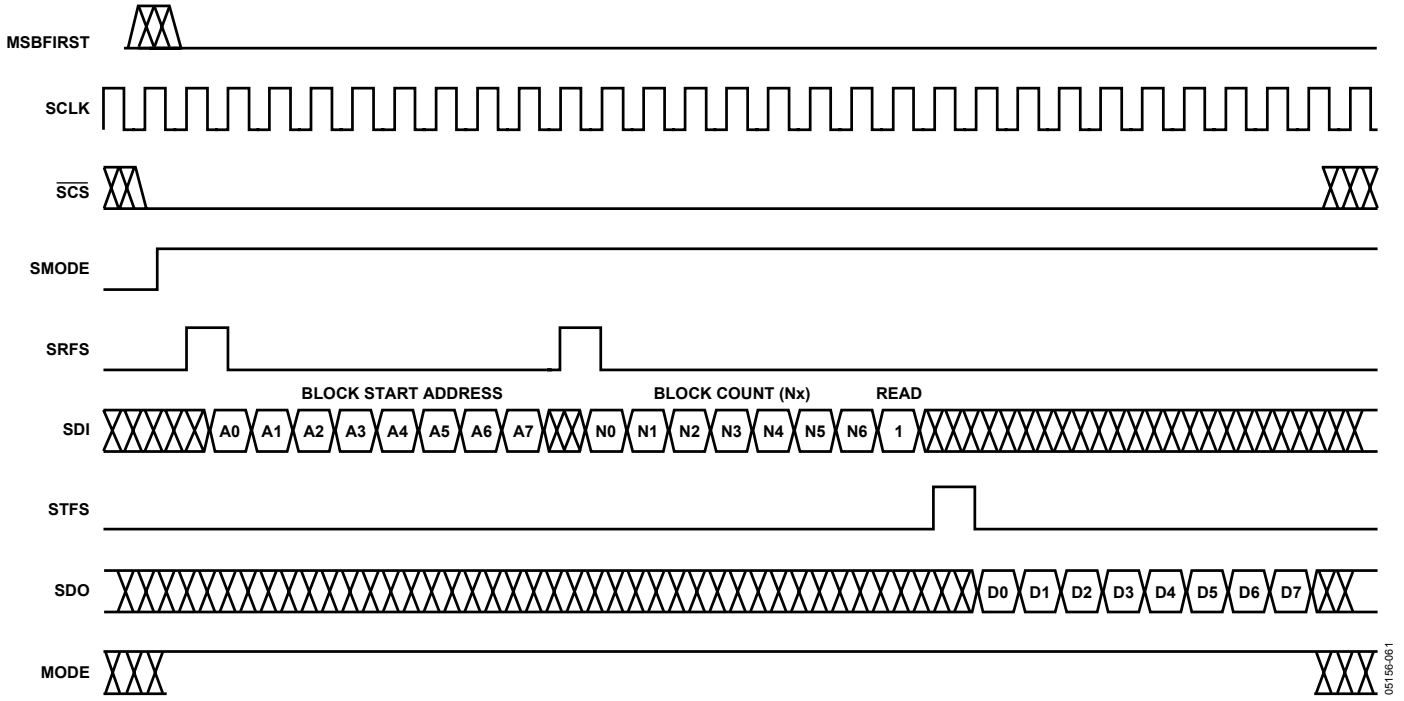 MSBFIRST
SCLK
SCS
SMODE
SRFS
BLOCK START ADDRESS BLOCK COUNT (Nx) READ
SDI A0 A1 A2 A3 A4 A5 A6 A7 N0 N1 N2 N3 N4 N5 N6 1
STFS
SDO D0 D1 D2 D3 D4 D5 D6 D7
MODE
05156-061